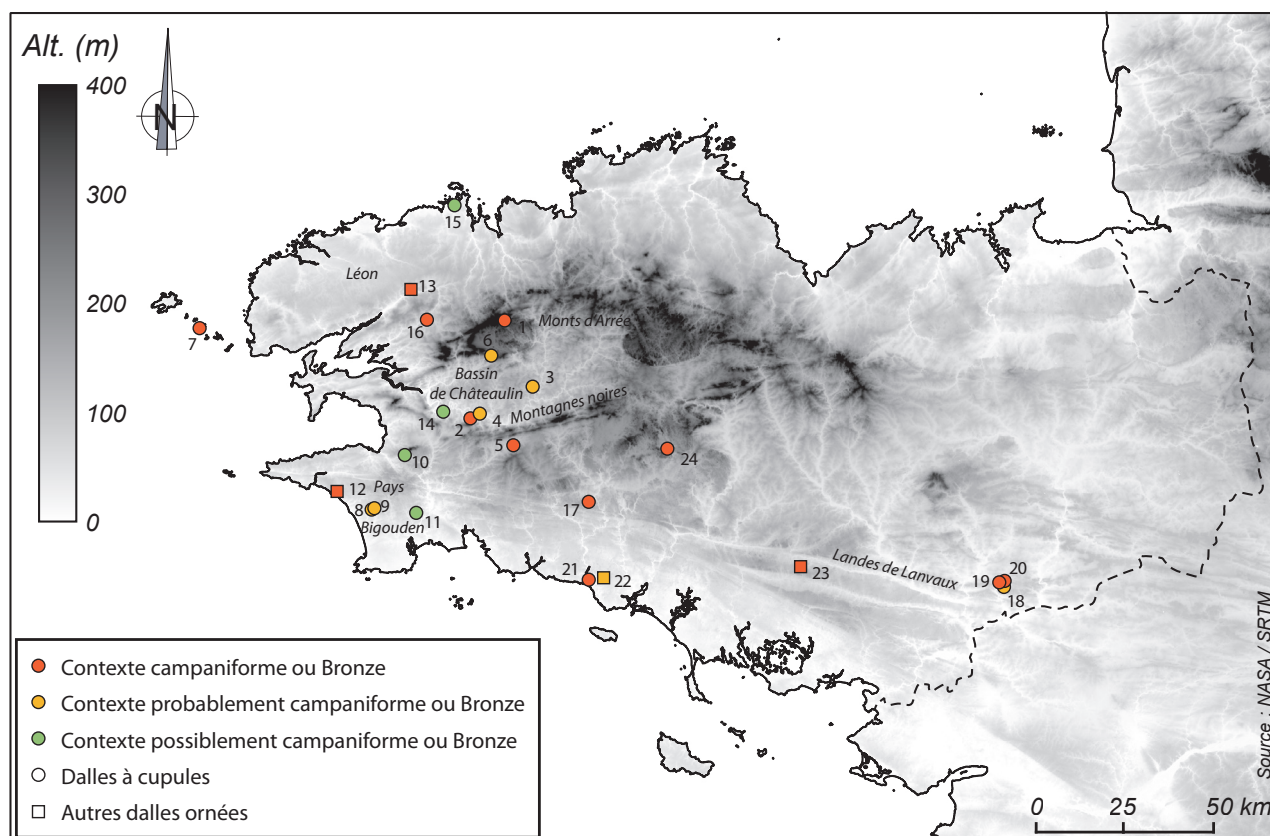 Alt. (m)
400
300
200
100
0
N
15
Léon
13
7
16
1
Monts d'Arrée
6
Bassin
de Châteaulin
3
14
2
4
Montagnes noires
5
24
10
12
Pays
8
9
Bigouden
11
17
21
22
23
Landes de Lanvaux
19
20
18
Contexte campaniforme ou Bronze
Contexte probablement campaniforme ou Bronze
Contexte possiblement campaniforme ou Bronze
Dalles à cupules
Autres dalles ornées
0 25 50 km
Source : NASA / SRTM